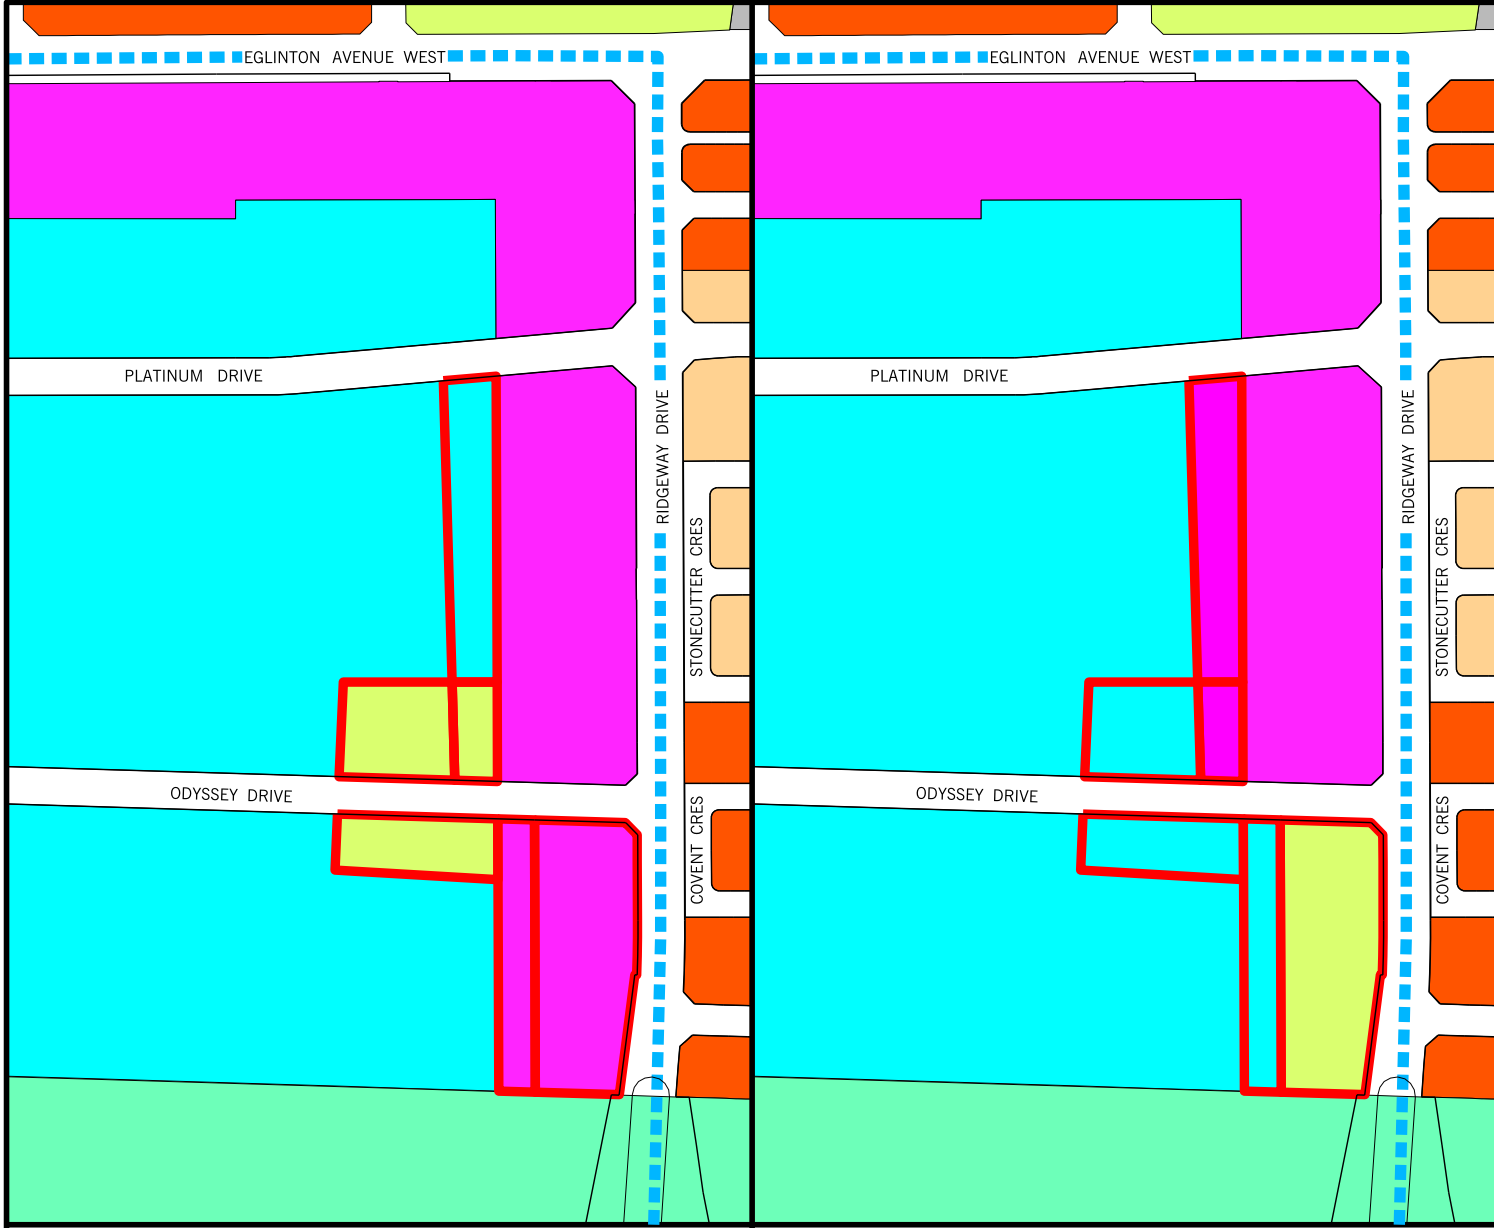 EGLINTON AVENUE WEST
PLATINUM DRIVE
RIDGEWAY DRIVE
STONECUTTER CRES
ODYSSEY DRIVE
COVENT CRES
EGLINTON AVENUE WEST
PLATINUM DRIVE
RIDGEWAY DRIVE
STONECUTTER CRES
ODYSSEY DRIVE
COVENT CRES